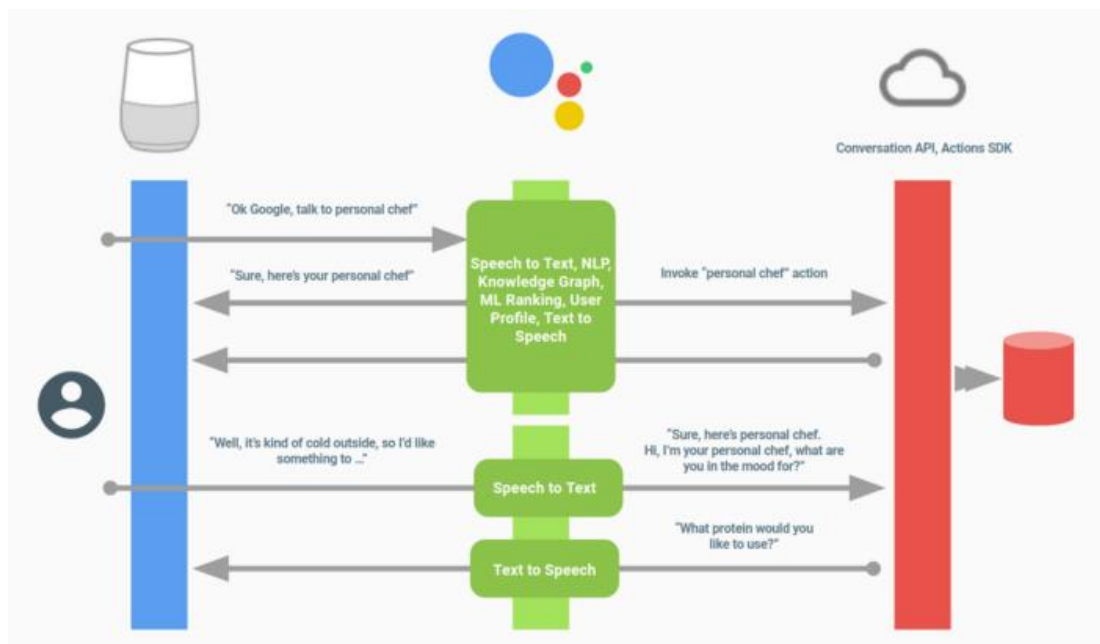 Conversation API, Actions SDK
“Ok Google, talk to personal chef”
“Sure, here's your personal chef”
Speech to Text, NLP,
Knowledge Graph,
ML Ranking, User
Profile, Text to
Speech
Invoke “personal chef” action
“Well, it's kind of cold outside, so I'd like
something to ...”
“Sure, here's personal chef.
Hi, I'm your personal chef, what are
you in the mood for?”
Speech to Text
“What protein would you
like to use?”
Text to Speech